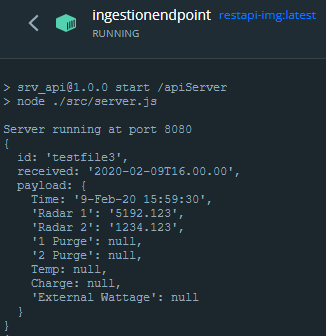 ingestionendpoint restapi-img:latest
RUNNING
> srv_api@1.0.0 start /apiServer
> node ./src/server.js
Server running at port 8080
{
  id: 'testfile3',
  received: '2020-02-09T16.00.00',
  payload: {
    Time: '9-Feb-20 15:59:30',
    'Radar 1': '5192.123',
    'Radar 2': '1234.123',
    '1 Purge': null,
    '2 Purge': null,
    Temp: null,
    Charge: null,
    'External Wattage': null
  }
}